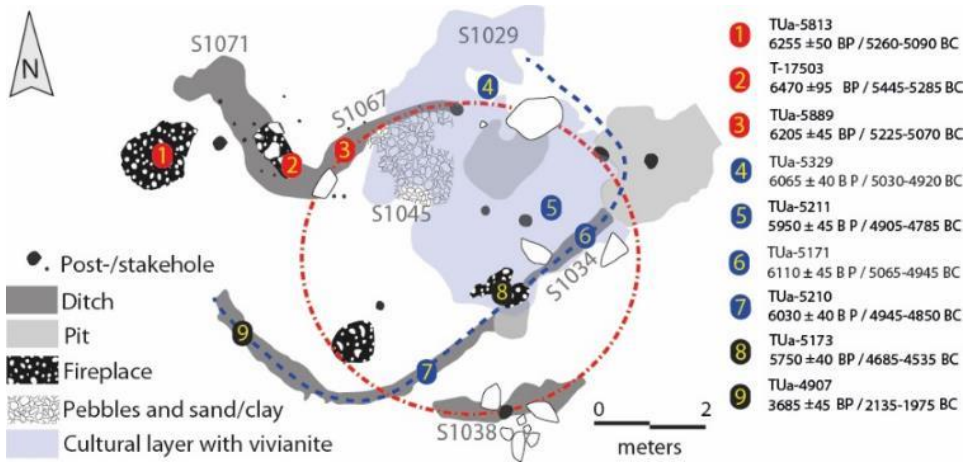 N
S1071
S1029
S1067
S1045
S1034
S1038
1
2
3
4
5
6
7
8
9
Post-/stakehole
Ditch
Pit
Fireplace
Pebbles and sand/clay
Cultural layer with vivianite
0 2
meters
1 TUa-5813
6255 ±50 BP / 5260-5090 BC
2 T-17503
6470 ±95 BP / 5445-5285 BC
3 TUa-5889
6205 ±45 BP / 5225-5070 BC
4 TUa-5329
6065 ± 40 B P / 5030-4920 BC
5 TUa-5211
5950 ± 45 B P / 4905-4785 BC
6 TUa-5171
6110 ± 45 B P / 5065-4945 BC
7 TUa-5210
6030 ± 40 B P / 4945-4850 BC
8 TUa-5173
5750 ±40 BP / 4685-4535 BC
9 TUa-4907
3685 ±45 BP / 2135-1975 BC